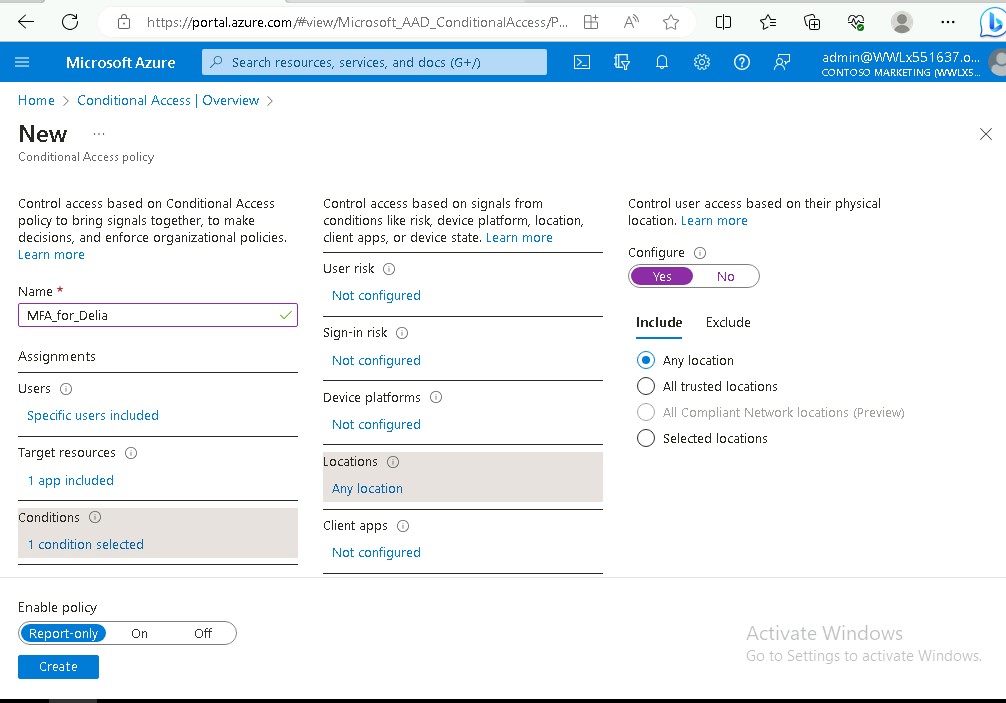 https://portal.azure.com/#view/Microsoft_AAD_ConditionalAccess/P...
Microsoft Azure
Search resources, services, and docs (G+/)
admin@WWLx551637.o...
CONTOSO MARKETING (WWLX5...
Home > Conditional Access | Overview >
New ...
Conditional Access policy
Control access based on Conditional Access
policy to bring signals together, to make
decisions, and enforce organizational policies.
Learn more
Name *
MFA_for_Delia
Assignments
Users
Specific users included
Target resources
1 app included
Conditions
1 condition selected
Control access based on signals from
conditions like risk, device platform, location,
client apps, or device state. Learn more
User risk
Not configured
Sign-in risk
Not configured
Device platforms
Not configured
Locations
Any location
Client apps
Not configured
Control user access based on their physical
location. Learn more
Configure
Yes No
Include Exclude
Any location
All trusted locations
All Compliant Network locations (Preview)
Selected locations
Enable policy
Report-only On Off
Create
Activate Windows
Go to Settings to activate Windows.